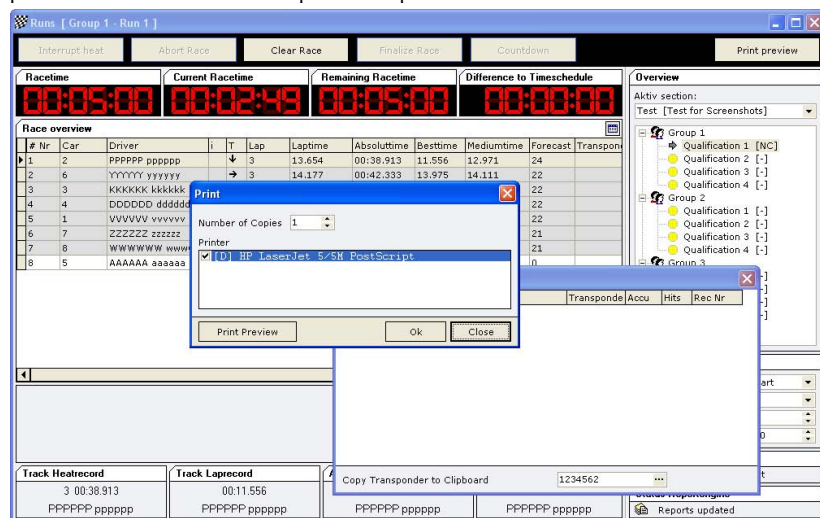 Runs [ Group 1 - Run 1 ]
Interrupt heat Abort Race Clear Race Finalize Race Countdown Print preview
Racetime Current Racetime Remaining Racetime Difference to Timeschedule Overview
00:05:00 00:02:49 00:05:00 00:00:00
Aktiv section:
Test [Test for Screenshots]
Race overview
# Nr Car Driver i T Lap Laptime Absoluttime Besttime Mediumtime Forecast Transpon
1 2 PPPPPP pppppp 3 13.654 00:38.913 11.556 12.971 24
2 6 YYYYYY yyyyyy 3 14.177 00:42.333 13.975 14.111 22
3 3 KKKKKK kkkkkk 22
4 4 DDDDDD dddddd 22
5 1 VVVVVV vvvvvv 22
6 7 ZZZZZZ zzzzzz 21
7 8 WWWWWW www 21
8 5 AAAAAA aaaaaa 0
Group 1
Qualification 1 [NC]
Qualification 2 [-]
Qualification 3 [-]
Qualification 4 [-]
Group 2
Qualification 1 [-]
Qualification 2 [-]
Qualification 3 [-]
Qualification 4 [-]
Group 3
Print
Number of Copies 1
Printer
[D] HP LaserJet 5/5M PostScript
Print Preview Ok Close
Transponde Accu Hits Rec Nr
Copy Transponder to Clipboard 1234562 ...
Track Heatrecord Track Laprecord
3 00:38.913 00:11.556
PPPPPP pppppp PPPPPP pppppp PPPPPP pppppp PPPPPP pppppp
Reports updated